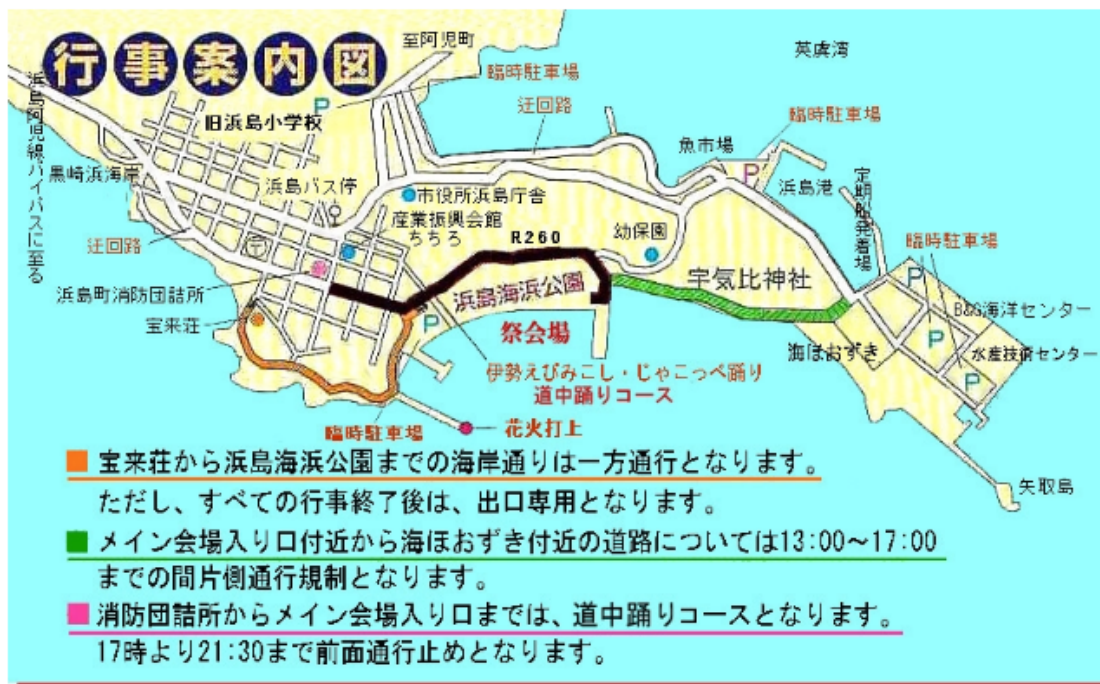 行事案内図
至阿児町
英虞湾
臨時駐車場
P
浜島阿児線バイパスに至る
旧浜島小学校
迂回路
臨時駐車場
魚市場
P
黒崎浜海岸
浜島バス停
市役所浜島庁舎
浜島港
定期船発着場
産業振興会館
ちちろ
R260
幼保園
迂回路
〒
臨時駐車場
P
浜島町消防団詰所
浜島海浜公園
宇気比神社
B&G海洋センター
宝来荘
P
祭会場
P
海ほおずき
水産技術センター
伊勢えびみこし・じゃこっぺ踊り
道中踊りコース
P
臨時駐車場
花火打上
矢取島
宝来荘から浜島海浜公園までの海岸通りは一方通行となります。
ただし、すべての行事終了後は、出口専用となります。
メイン会場入り口付近から海ほおずき付近の道路については13:00～17:00
までの間片側通行規制となります。
消防団詰所からメイン会場入り口までは、道中踊りコースとなります。
17時より21:30まで前面通行止めとなります。